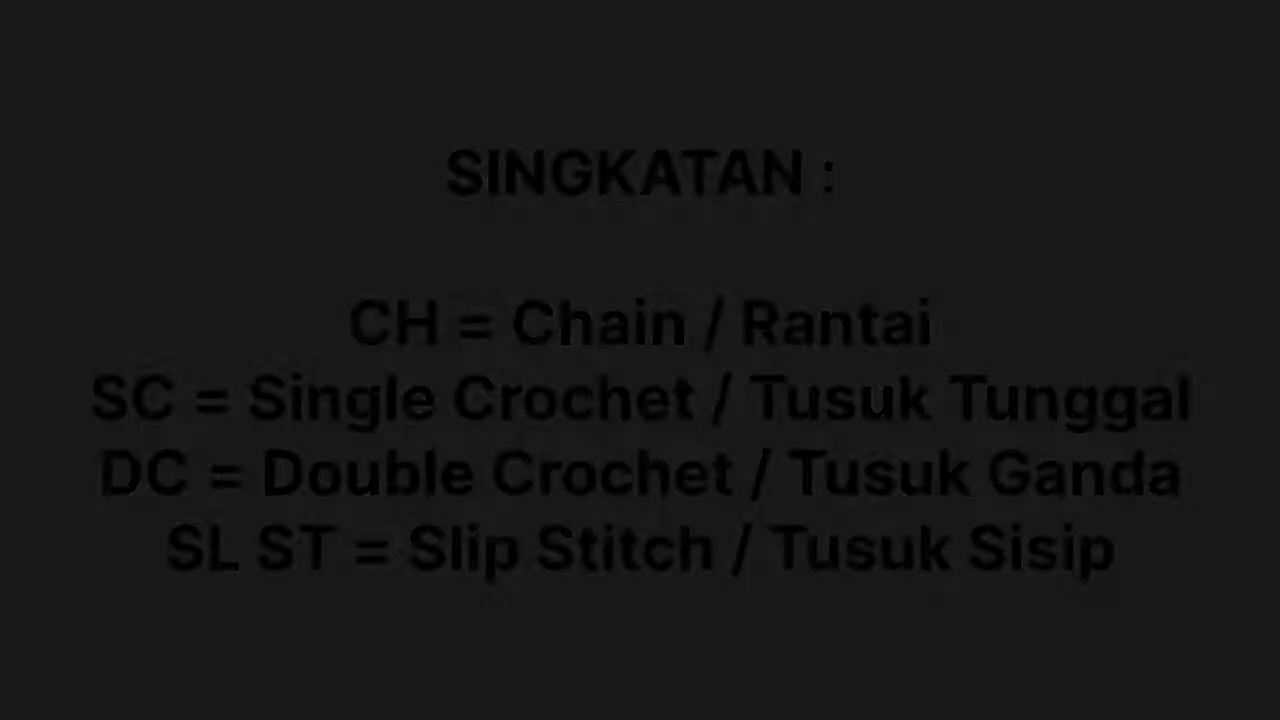 SINGKATAN :
CH = Chain / Rantai
SC = Single Crochet / Tusuk Tunggal
DC = Double Crochet / Tusuk Ganda
SL ST = Slip Stitch / Tusuk Sisip